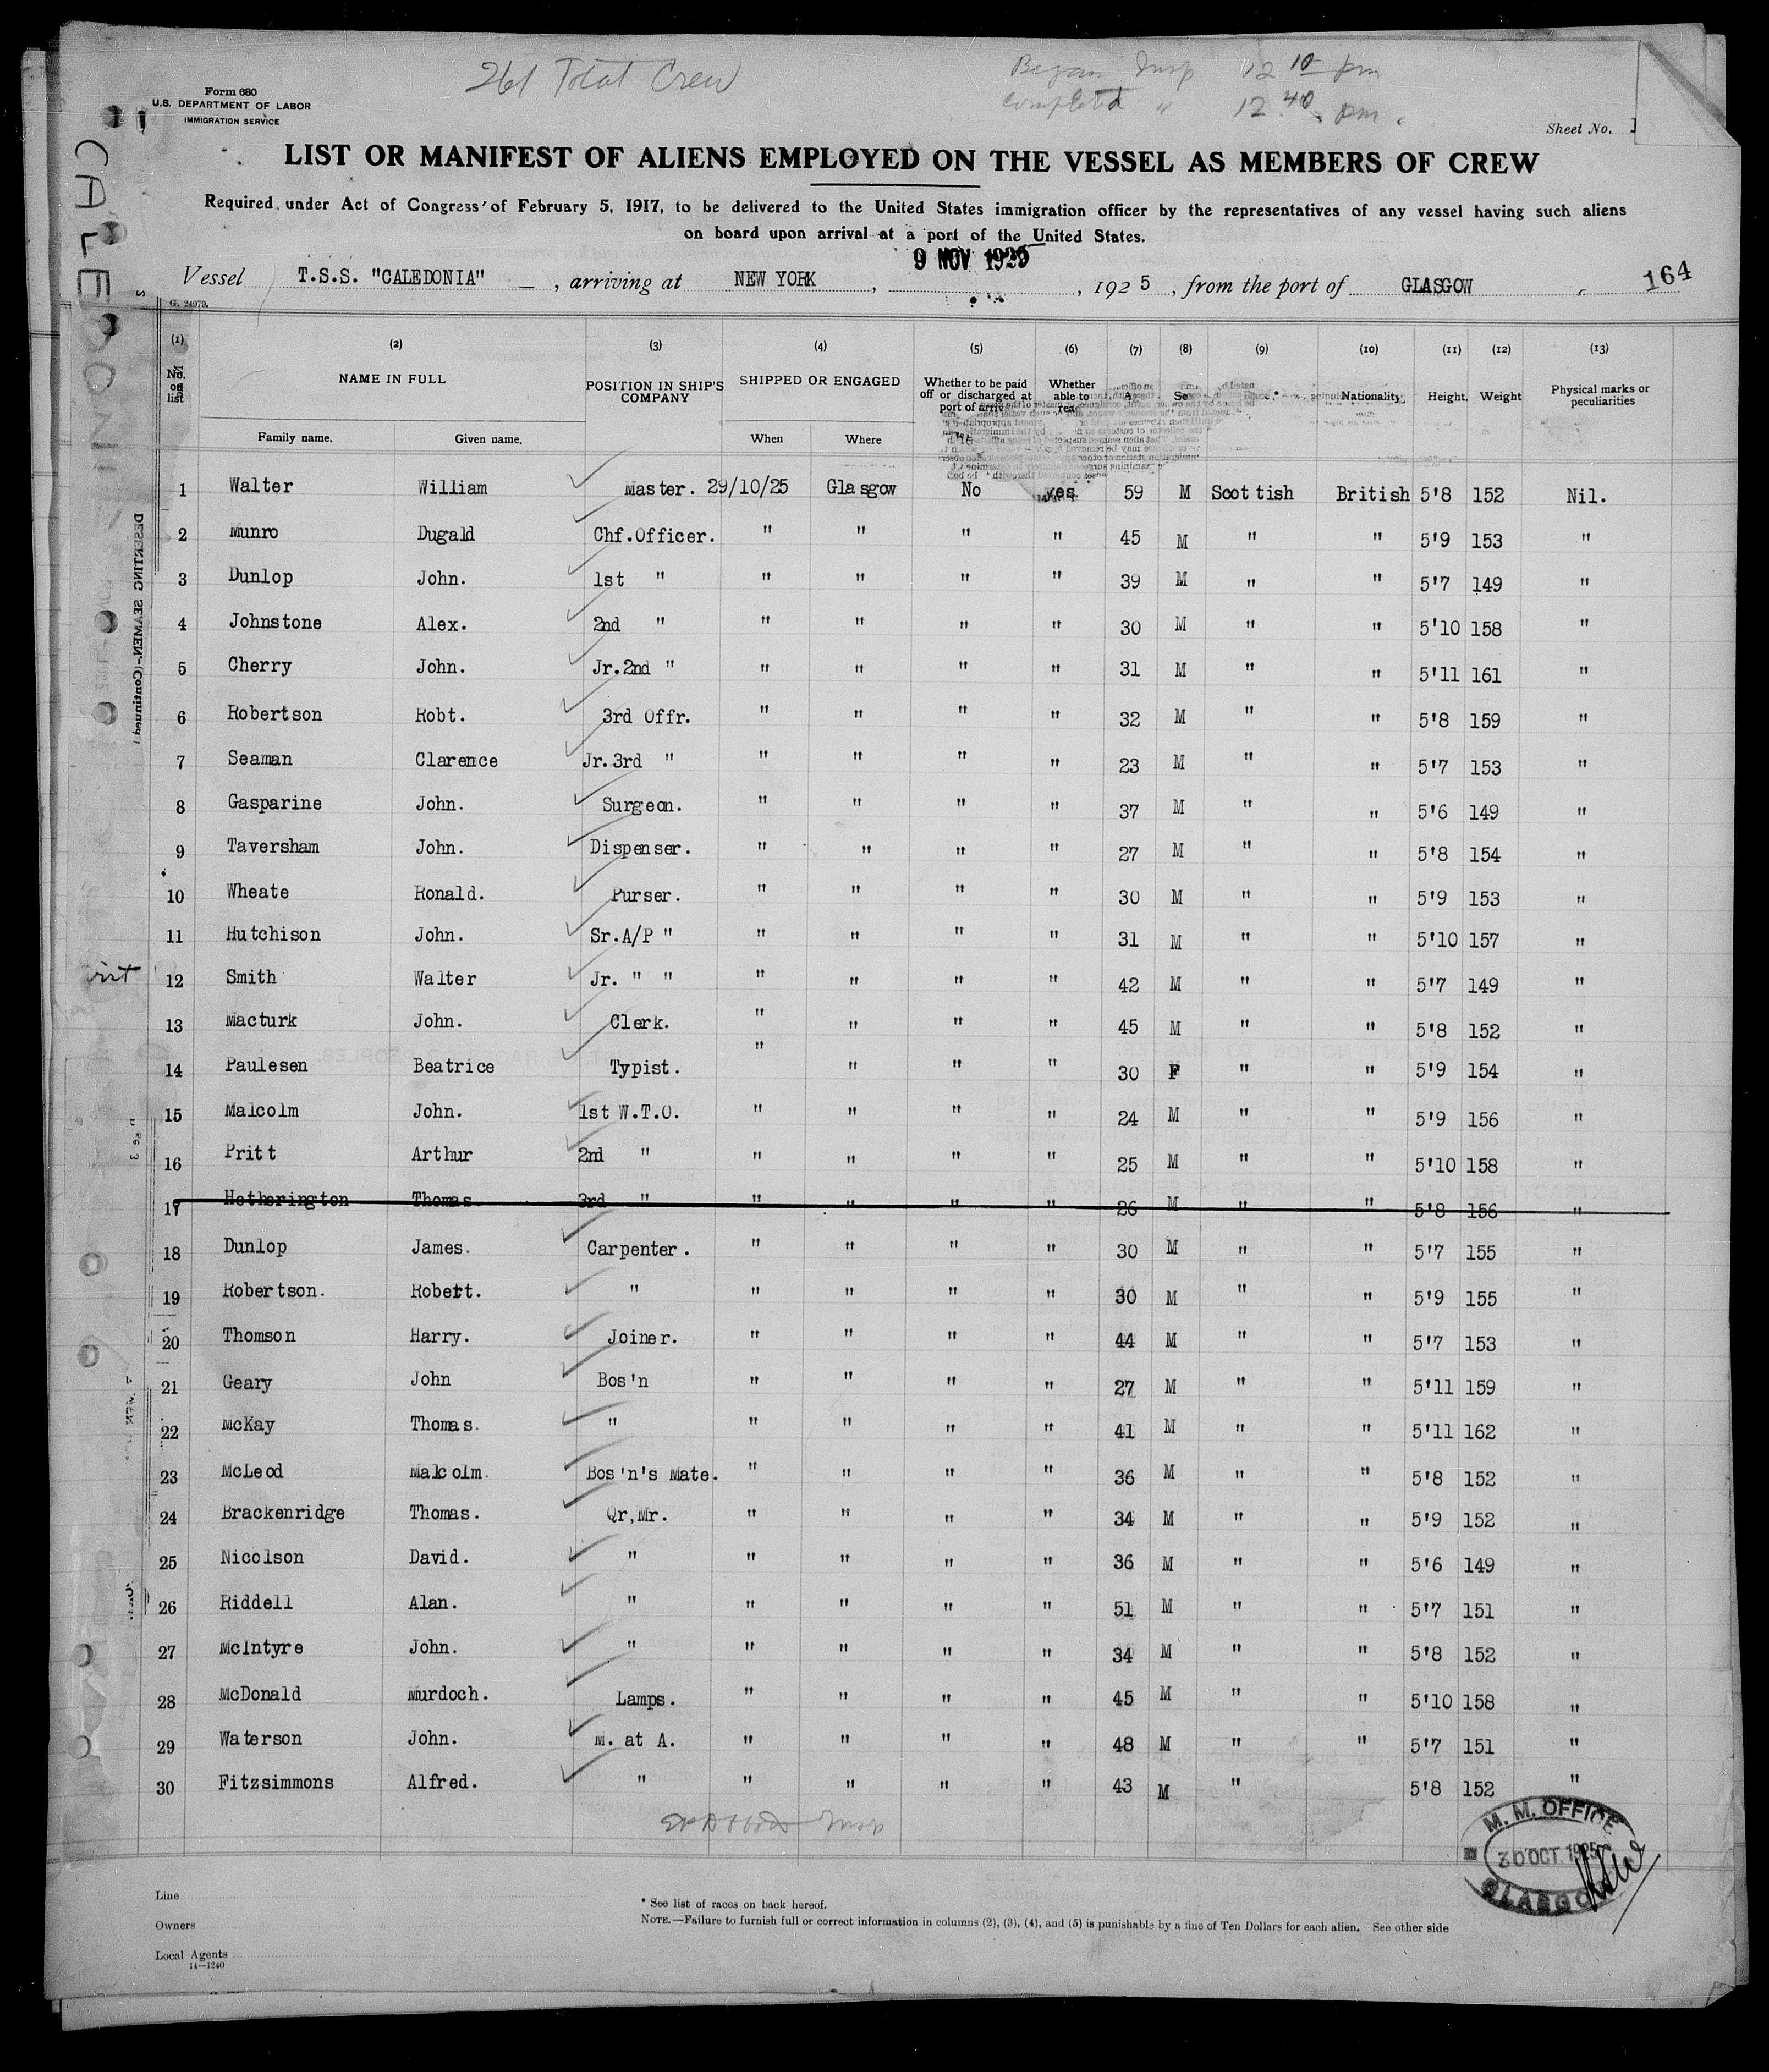 261 Total Crew
Began Insp 12 10 pm
Completed " 12 40 pm.
Form 680
U.S. DEPARTMENT OF LABOR
IMMIGRATION SERVICE
Sheet No.
CALEDONIA
LIST OR MANIFEST OF ALIENS EMPLOYED ON THE VESSEL AS MEMBERS OF CREW
Required under Act of Congress of February 5, 1917, to be delivered to the United States immigration officer by the representatives of any vessel having such aliens
on board upon arrival at a port of the United States.
9 NOV 1925
Vessel T.S.S. "CALEDONIA" , arriving at NEW YORK , , 1925 , from the port of GLASGOW , 164
G. 24979.
(1) (2) (3) (4) (5) (6) (7) (8) (9) (10) (11) (12) (13)
No. on list NAME IN FULL POSITION IN SHIP'S COMPANY SHIPPED OR ENGAGED Whether to be paid off or discharged at port of arriv Whether able to read Nationality Height. Weight Physical marks or peculiarities
Family name. Given name. When Where
1 Walter William Master. 29/10/25 Glasgow No yes 59 M Scottish British 5'8 152 Nil.
2 Munro Dugald Chf.Officer. " " " " 45 M " " 5'9 153 "
3 Dunlop John. 1st " " " " " 39 M " " 5'7 149 "
4 Johnstone Alex. 2nd " " " " " 30 M " " 5'10 158 "
5 Cherry John. Jr.2nd " " " " " 31 M " " 5'11 161 "
6 Robertson Robt. 3rd Offr. " " " " 32 M " " 5'8 159 "
7 Seaman Clarence Jr.3rd " " " " " 23 M " " 5'7 153 "
8 Gasparine John. Surgeon. " " " " 37 M " " 5'6 149 "
9 Taversham John. Dispenser. " " " " 27 M " " 5'8 154 "
10 Wheate Ronald. Purser. " " " " 30 M " " 5'9 153 "
11 Hutchison John. Sr.A/P " " " " " 31 M " " 5'10 157 "
12 Smith Walter Jr. " " " " " " 42 M " " 5'7 149 "
13 Macturk John. Clerk. " " " " 45 M " " 5'8 152 "
14 Paulesen Beatrice Typist. " " " " 30 F " " 5'9 154 "
15 Malcolm John. 1st W.T.O. " " " " 24 M " " 5'9 156 "
16 Pritt Arthur 2nd " " " " " 25 M " " 5'10 158 "
17 Hetherington Thomas 3rd " " " " " 26 M " " 5'8 156 "
18 Dunlop James. Carpenter. " " " " 30 M " " 5'7 155 "
19 Robertson. Robert. " " " " " 30 M " " 5'9 155 "
20 Thomson Harry. Joiner. " " " " 44 M " " 5'7 153 "
21 Geary John Bos'n " " " " 27 M " " 5'11 159 "
22 McKay Thomas. " " " " " 41 M " " 5'11 162 "
23 McLeod Malcolm. Bos'n's Mate. " " " " 36 M " " 5'8 152 "
24 Brackenridge Thomas. Qr,Mr. " " " " 34 M " " 5'9 152 "
25 Nicolson David. " " " " " 36 M " " 5'6 149 "
26 Riddell Alan. " " " " " 51 M " " 5'7 151 "
27 McIntyre John. " " " " " 34 M " " 5'8 152 "
28 McDonald Murdoch. Lamps. " " " " 45 M " " 5'10 158 "
29 Waterson John. M. at A. " " " " 48 M " " 5'7 151 "
30 Fitzsimmons Alfred. " " " " " 43 M " 5'8 152 "
M. M. OFFICE
30 OCT. 1925
GLASGOW
Line
Owners
Local Agents
14—1240
* See list of races on back hereof.
NOTE.—Failure to furnish full or correct information in columns (2), (3), (4), and (5) is punishable by a fine of Ten Dollars for each alien. See other side